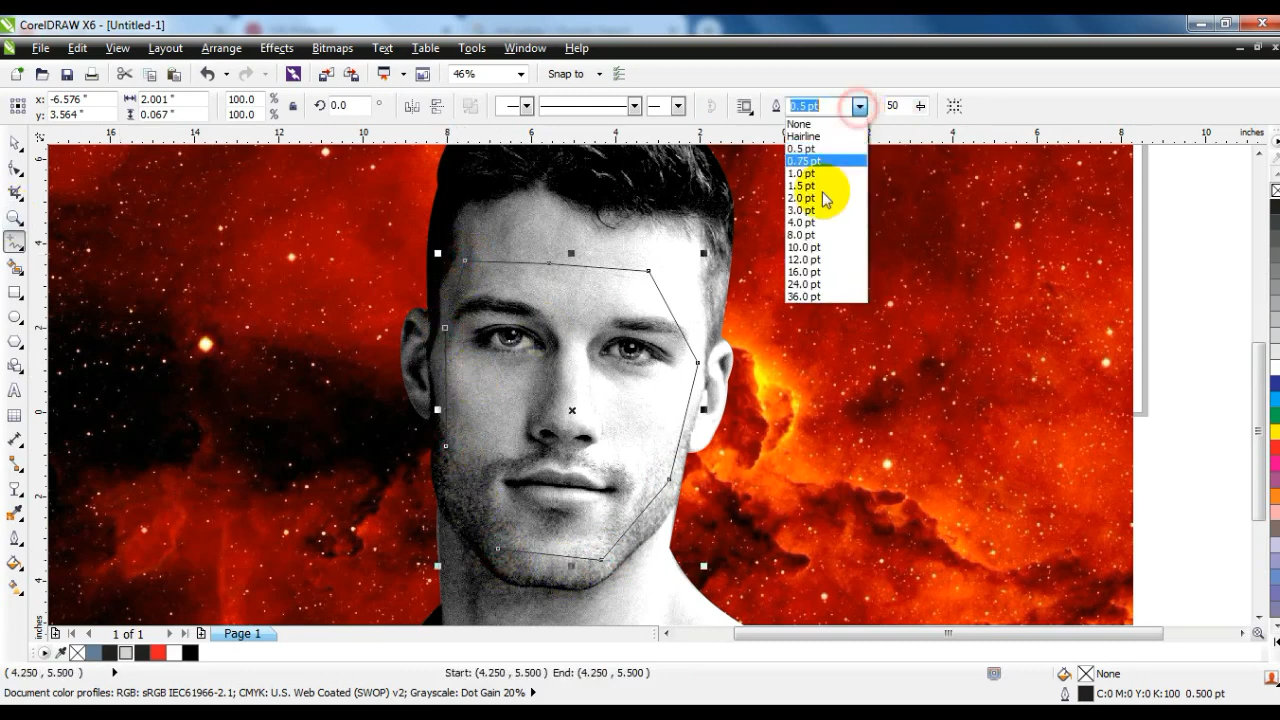 CorelDRAW X6 - [Untitled-1]
File Edit View Layout Arrange Effects Bitmaps Text Table Tools Window Help
46% Snap to
x: -6.576 " 2.001 " 100.0 % 0.0 ° 0.5 pt 50
y: 3.564 " 0.067 " 100.0 %
None
Hairline
0.5 pt
0.75 pt
1.0 pt
1.5 pt
2.0 pt
3.0 pt
4.0 pt
8.0 pt
10.0 pt
12.0 pt
16.0 pt
24.0 pt
36.0 pt
16 14 12 10 8 6 4 2 2 4 6 8 10 12 inches
6
4
2
0
2
4
inches
1 of 1 Page 1
( 4.250 , 5.500 ) Start: (4.250 , 5.500) End: (4.250 , 5.500) None
Document color profiles: RGB: sRGB IEC61966-2.1; CMYK: U.S. Web Coated (SWOP) v2; Grayscale: Dot Gain 20% C:0 M:0 Y:0 K:100 0.500 pt